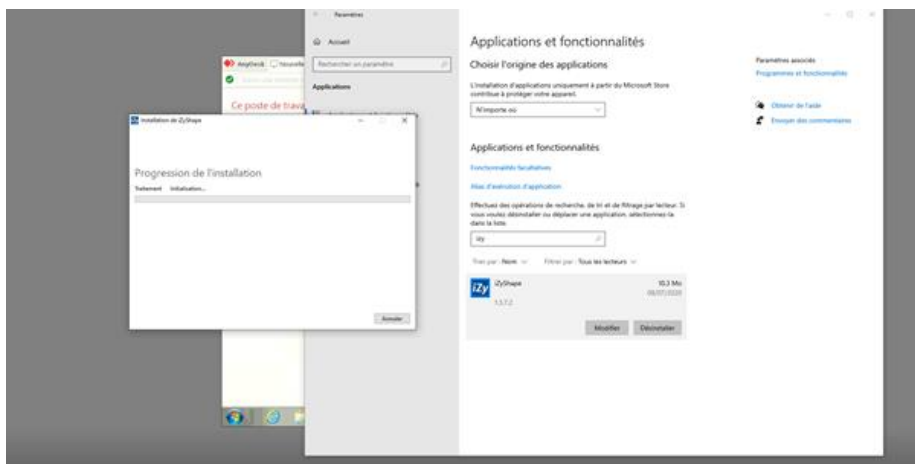 Paramètres
Accueil
Rechercher un paramètre
Applications
AnyDesk
Nouvelle
Ce poste de trava
Installation de iZyShape
Progression de l'installation
Traitement Initialisation...
Annuler
Applications et fonctionnalités
Choisir l'origine des applications
L'installation d'applications uniquement à partir du Microsoft Store
contribue à protéger votre appareil.
N'importe où
Applications et fonctionnalités
Fonctionnalités facultatives
Alias d'exécution d'application
Effectuez des opérations de recherche, de tri et de filtrage par lecteur. Si
vous voulez désinstaller ou déplacer une application, sélectionnez-la
dans la liste.
izy
Trier par : Nom
Filtrer par : Tous les lecteurs
iZy
iZyShape
10,3 Mo
1.5.7.2
Modifier
Désinstaller
Paramètres associés
Programmes et fonctionnalités
Obtenir de l'aide
Envoyer des commentaires